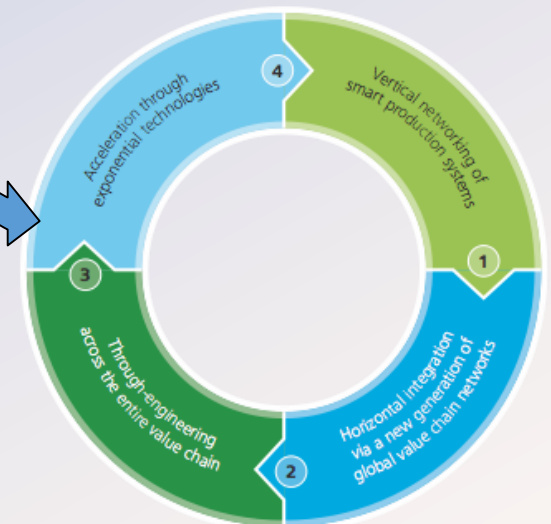 4
Acceleration through
exponential technologies
Vertical networking of
smart production systems
1
3
Through-engineering
across the entire value chain
Horizontal integration
via a new generation of
global value chain networks
2